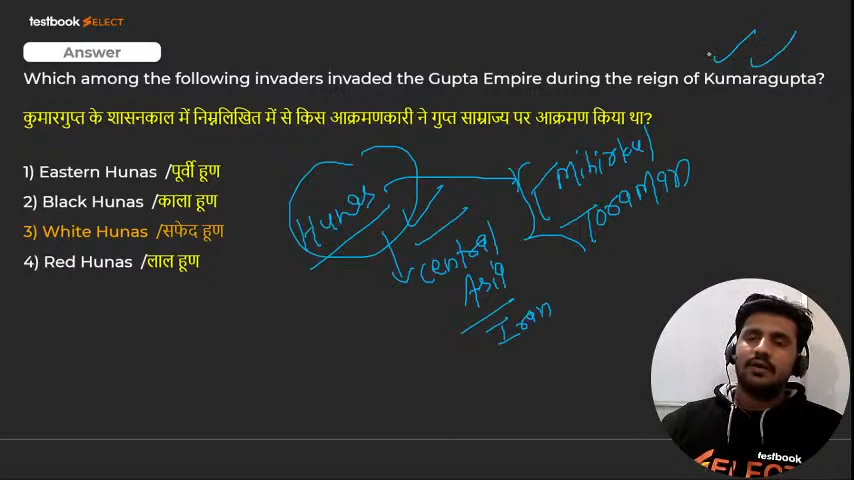 testbook SELECT
Answer
Which among the following invaders invaded the Gupta Empire during the reign of Kumaragupta?
कुमारगुप्त के शासनकाल में निम्नलिखित में से किस आक्रमणकारी ने गुप्त साम्राज्य पर आक्रमण किया था?
1) Eastern Hunas /पूर्वी हूण
2) Black Hunas /काला हूण
3) White Hunas /सफेद हूण
4) Red Hunas /लाल हूण
Hunas
Mihirkul
Toraman
Central
Asia
Iran
testbook
SELECT